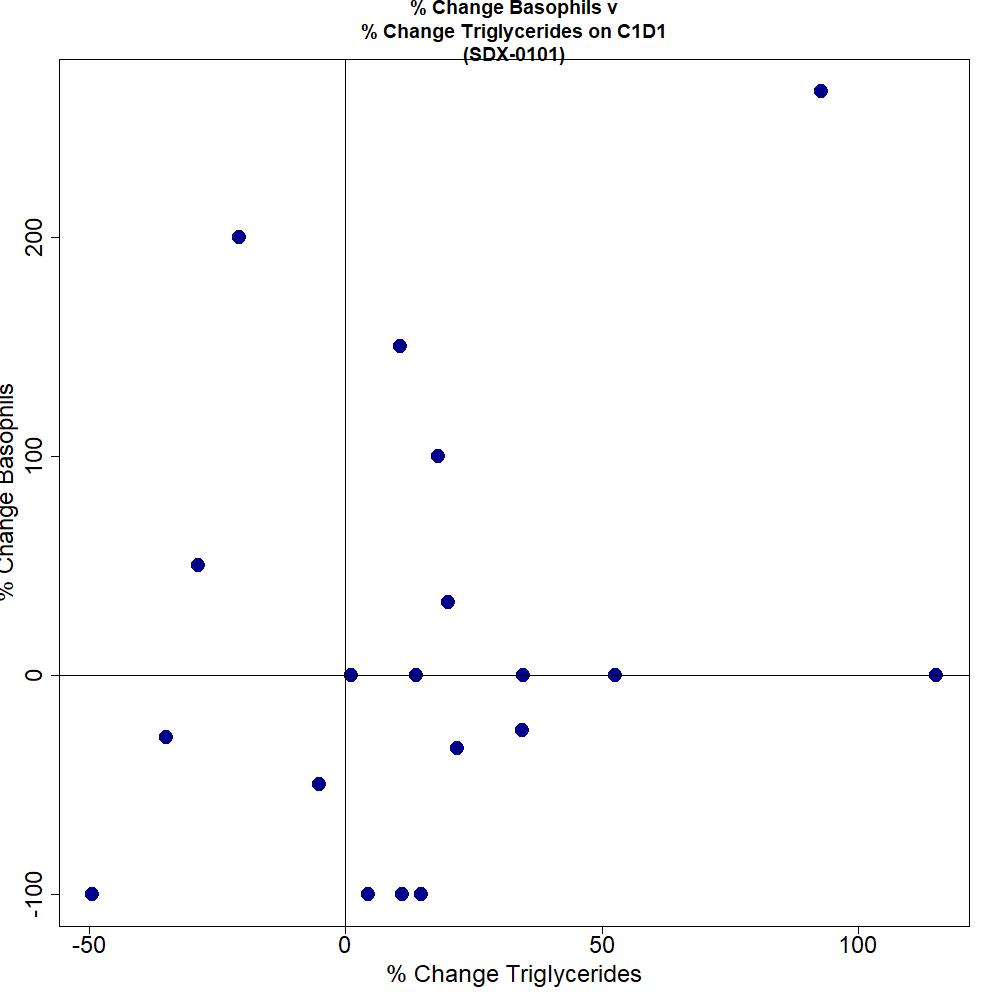 % Change Basophils v
% Change Triglycerides on C1D1
(SDX-0101)
% Change Basophils
200
100
0
-100
-50
0
50
100
% Change Triglycerides